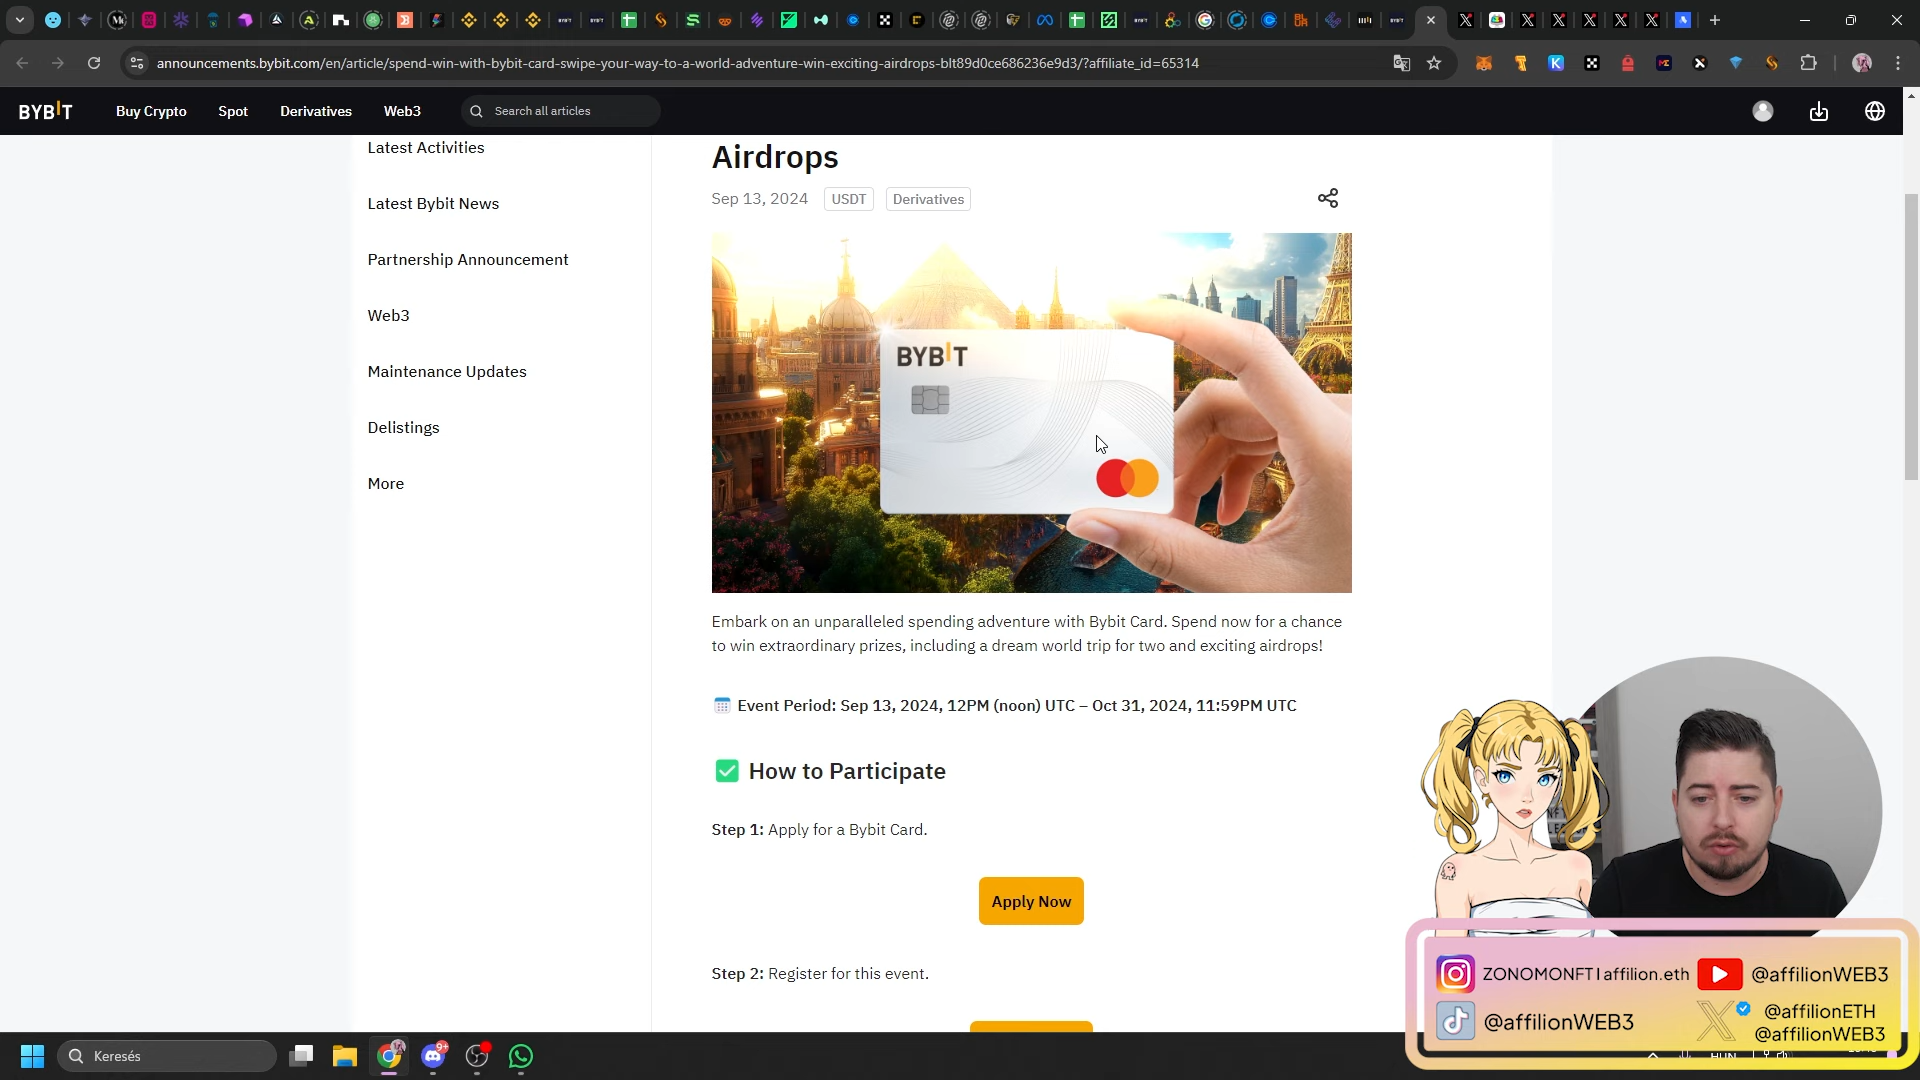 announcements.bybit.com/en/article/spend-win-with-bybit-card-swipe-your-way-to-a-world-adventure-win-exciting-airdrops-blt89d0ce686236e9d3/?affiliate_id=65314
BYBIT
Buy Crypto
Spot
Derivatives
Web3
Search all articles
Latest Activities
Latest Bybit News
Partnership Announcement
Web3
Maintenance Updates
Delistings
More
Airdrops
Sep 13, 2024
USDT
Derivatives
BYBIT
Embark on an unparalleled spending adventure with Bybit Card. Spend now for a chance
to win extraordinary prizes, including a dream world trip for two and exciting airdrops!
Event Period: Sep 13, 2024, 12PM (noon) UTC – Oct 31, 2024, 11:59PM UTC
How to Participate
Step 1: Apply for a Bybit Card.
Apply Now
Step 2: Register for this event.
ZONOMONFT | affilion.eth
@affilionWEB3
@affilionWEB3
@affilionETH
@affilionWEB3
Keresés
9+
HUN